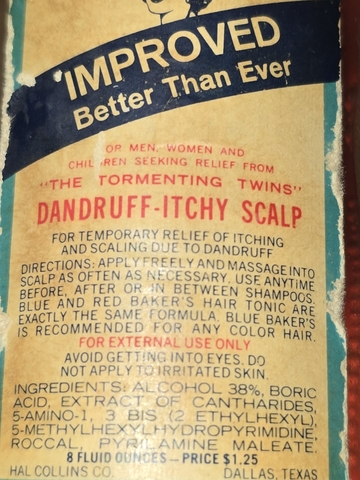 IMPROVED
Better Than Ever
OR MEN, WOMEN AND
CHIL REN SEEKING RELIEF FROM
"THE TORMENTING TWINS"
DANDRUFF-ITCHY SCALP
FOR TEMPORARY RELIEF OF ITCHING
AND SCALING DUE TO DANDRUFF
DIRECTIONS: APPLY FREELY AND MASSAGE INTO
SCALP AS OFTEN AS NECESSARY. USE ANYTIME
BEFORE, AFTER OR IN BETWEEN SHAMPOOS.
BLUE AND RED BAKER'S HAIR TONIC ARE
EXACTLY THE SAME FORMULA. BLUE BAKER'S
IS RECOMMENDED FOR ANY COLOR HAIR.
FOR EXTERNAL USE ONLY
AVOID GETTING INTO EYES. DO
NOT APPLY TO IRRITATED SKIN.
INGREDIENTS: ALCOHOL 38%, BORIC
ACID, EXTRACT OF CANTHARIDES,
5-AMINO-1, 3 BIS (2 ETHYLHEXYL),
5-METHYLHEXYLHYDROPYRIMIDINE,
ROCCAL, PYRILAMINE MALEATE.
8 FLUID OUNCES—PRICE $1.25
HAL COLLINS CO. DALLAS, TEXAS